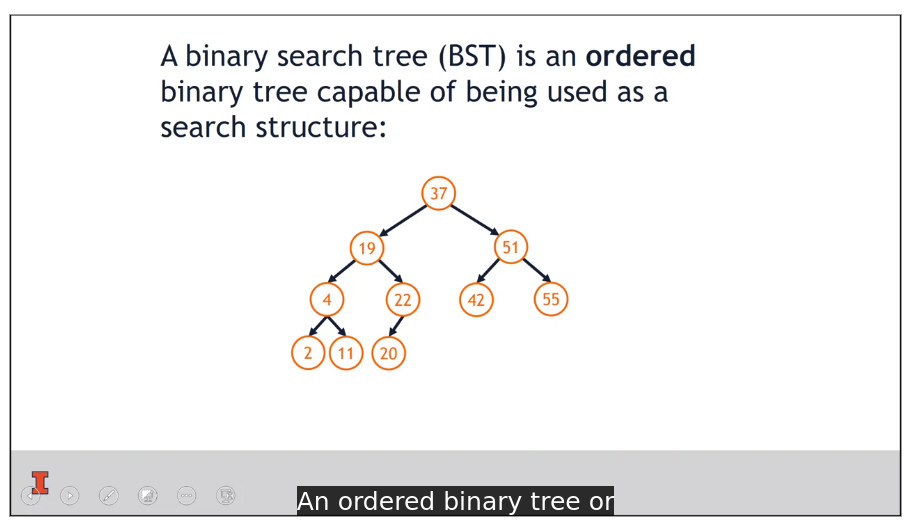 A binary search tree (BST) is an ordered
binary tree capable of being used as a
search structure:
37
19 51
4 22 42 55
2 11 20
An ordered binary tree or